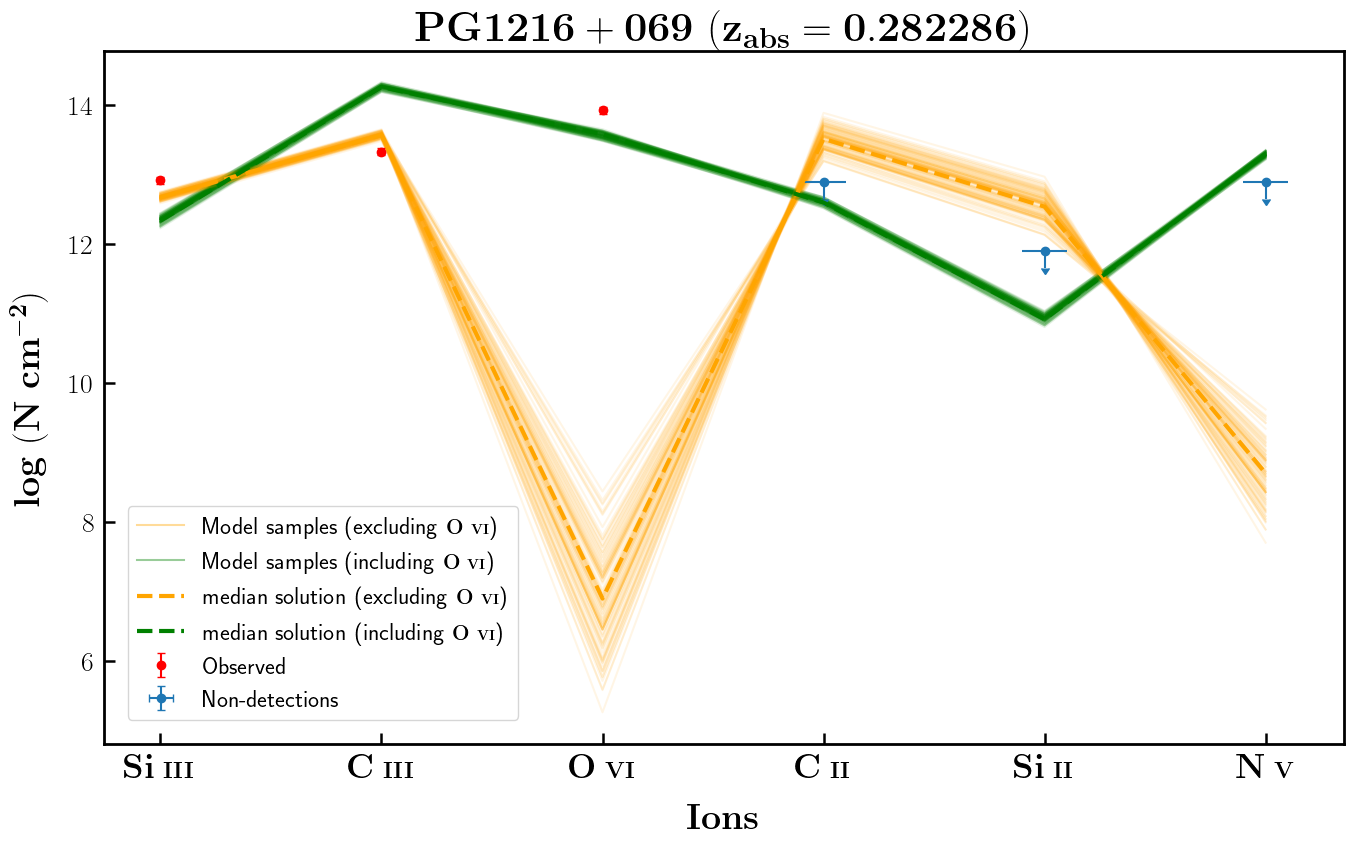 PG1216 + 069 (z_abs = 0.282286)
log (N cm⁻²)
14
12
10
8
6
Model samples (excluding O VI)
Model samples (including O VI)
median solution (excluding O VI)
median solution (including O VI)
Observed
Non-detections
Si III C III O VI C II Si II N V
Ions